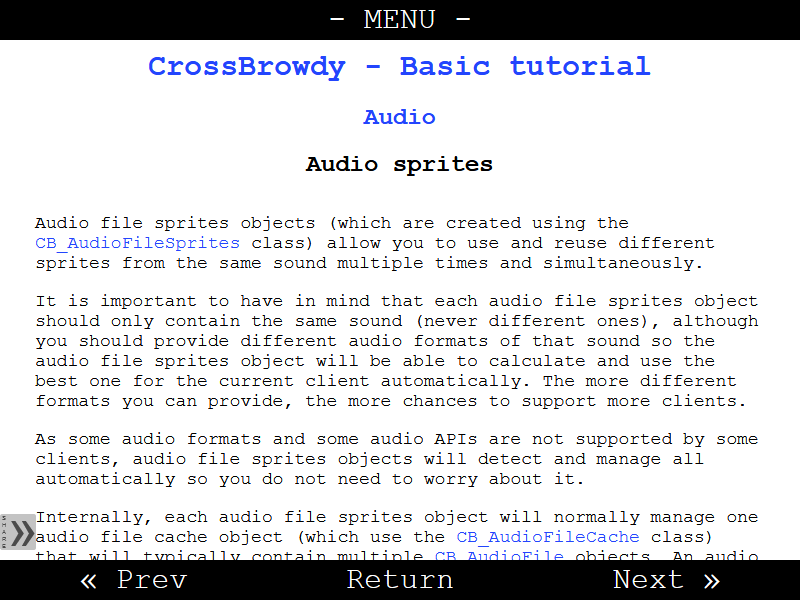 - MENU -
CrossBrowdy - Basic tutorial
Audio
Audio sprites
Audio file sprites objects (which are created using the
CB_AudioFileSprites class) allow you to use and reuse different
sprites from the same sound multiple times and simultaneously.
It is important to have in mind that each audio file sprites object
should only contain the same sound (never different ones), although
you should provide different audio formats of that sound so the
audio file sprites object will be able to calculate and use the
best one for the current client automatically. The more different
formats you can provide, the more chances to support more clients.
As some audio formats and some audio APIs are not supported by some
clients, audio file sprites objects will detect and manage all
automatically so you do not need to worry about it.
Internally, each audio file sprites object will normally manage one
audio file cache object (which use the CB_AudioFileCache class)
that will typically contain multiple CB_AudioFile objects. An audio
SHARE »
« Prev Return Next »